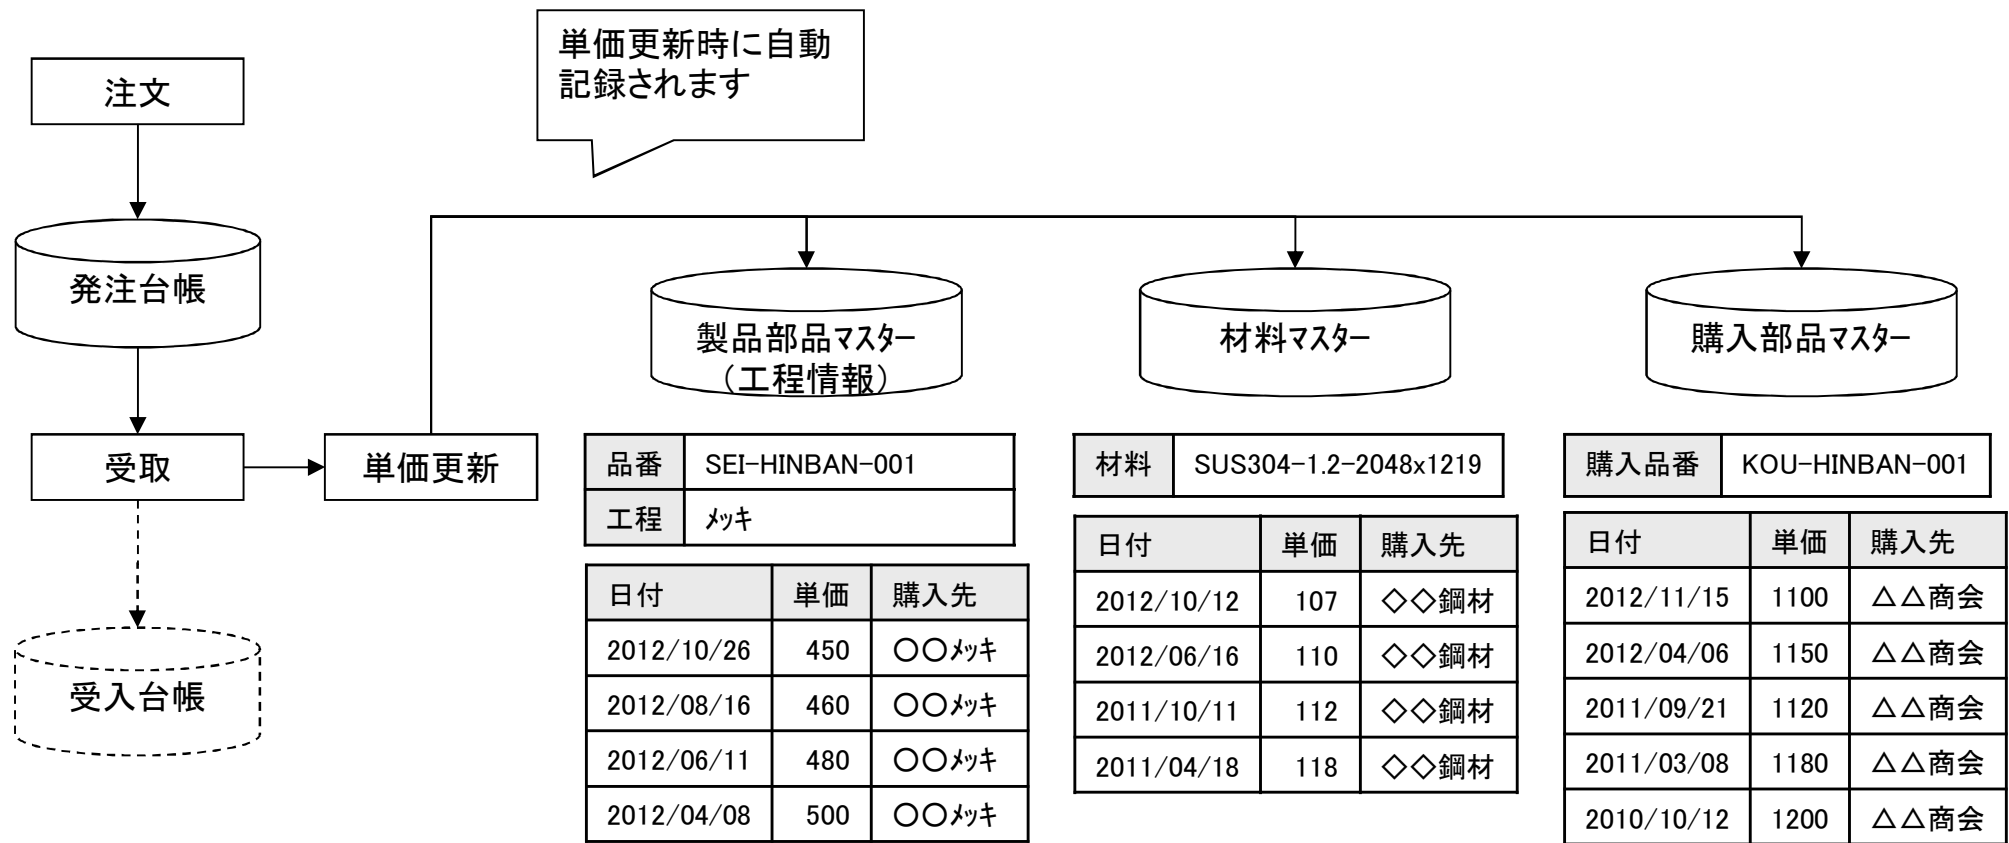 単価更新時に自動
記録されます
注文
発注台帳
受取
単価更新
受入台帳
製品部品ﾏｽﾀｰ
（工程情報）
材料ﾏｽﾀｰ
購入部品ﾏｽﾀｰ
品番 SEI-HINBAN-001
工程 ﾒｯｷ
日付 単価 購入先
2012/10/26 450 〇〇ﾒｯｷ
2012/08/16 460 〇〇ﾒｯｷ
2012/06/11 480 〇〇ﾒｯｷ
2012/04/08 500 〇〇ﾒｯｷ
材料 SUS304-1.2-2048x1219
日付 単価 購入先
2012/10/12 107 ◇◇鋼材
2012/06/16 110 ◇◇鋼材
2011/10/11 112 ◇◇鋼材
2011/04/18 118 ◇◇鋼材
購入品番 KOU-HINBAN-001
日付 単価 購入先
2012/11/15 1100 △△商会
2012/04/06 1150 △△商会
2011/09/21 1120 △△商会
2011/03/08 1180 △△商会
2010/10/12 1200 △△商会